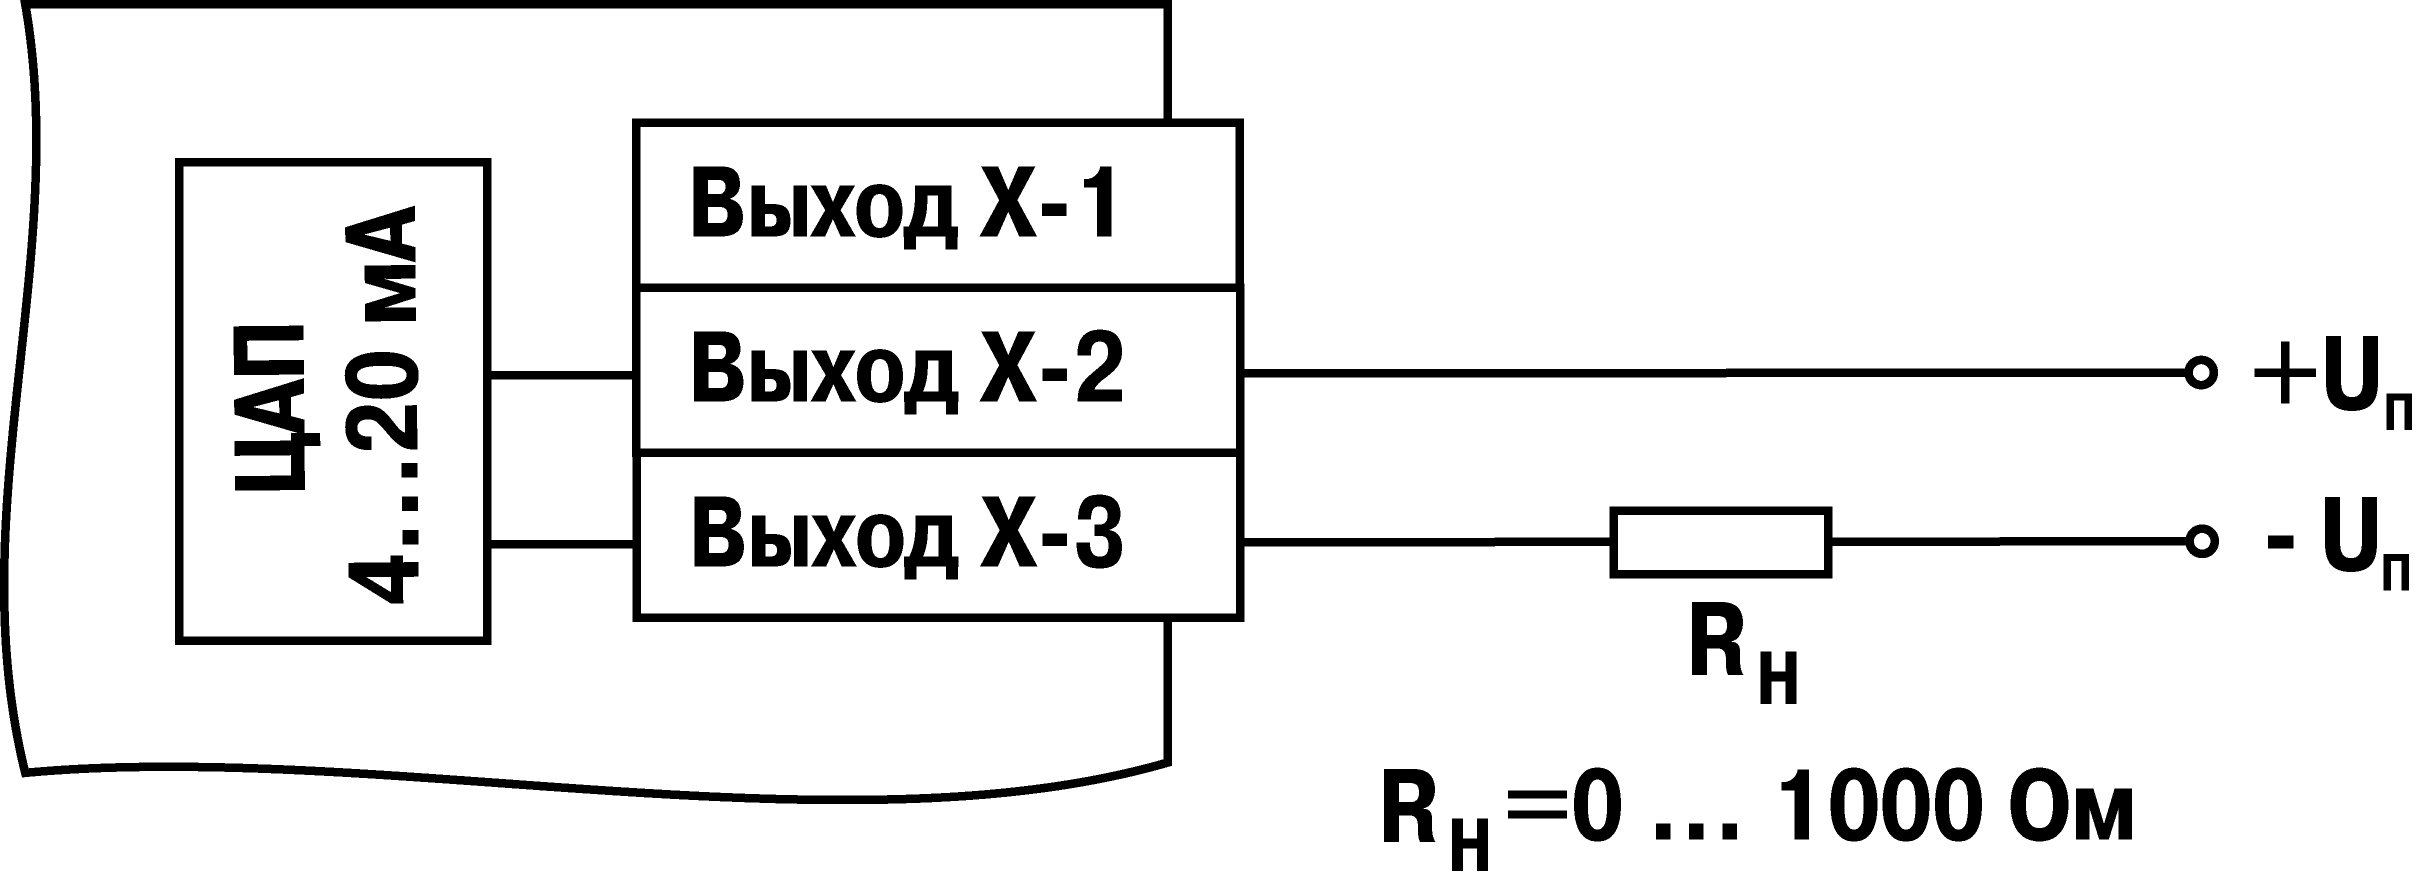 ЦАП
4...20 мА
Выход Х-1
Выход Х-2
Выход Х-3
+Uп
- Uп
Rн
Rн=0 ... 1000 Ом